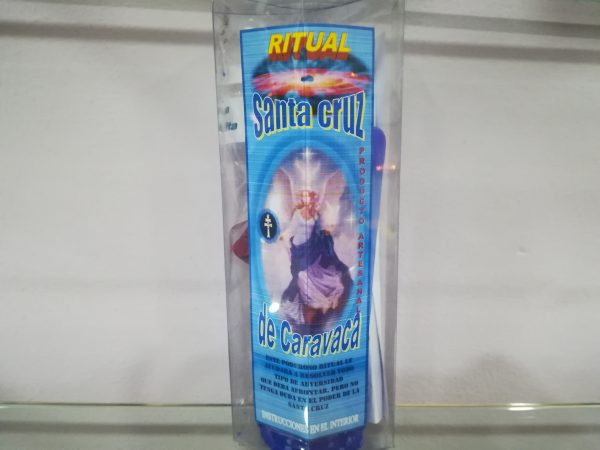 RITUAL
Santa cruz
PRODUCTO ARTESANAL
de Caravaca
ESTE PODUROSO RITUAL LE
AYUDARA A RESOLVER TODO
TIPO DE ADVERSIDAD
QUE DEBA AFRONTAR. PERO NO
TENGA DUDA EN EL PODER DE LA
SANTA CRUZ
INSTRUCCIONES EN EL INTERIOR